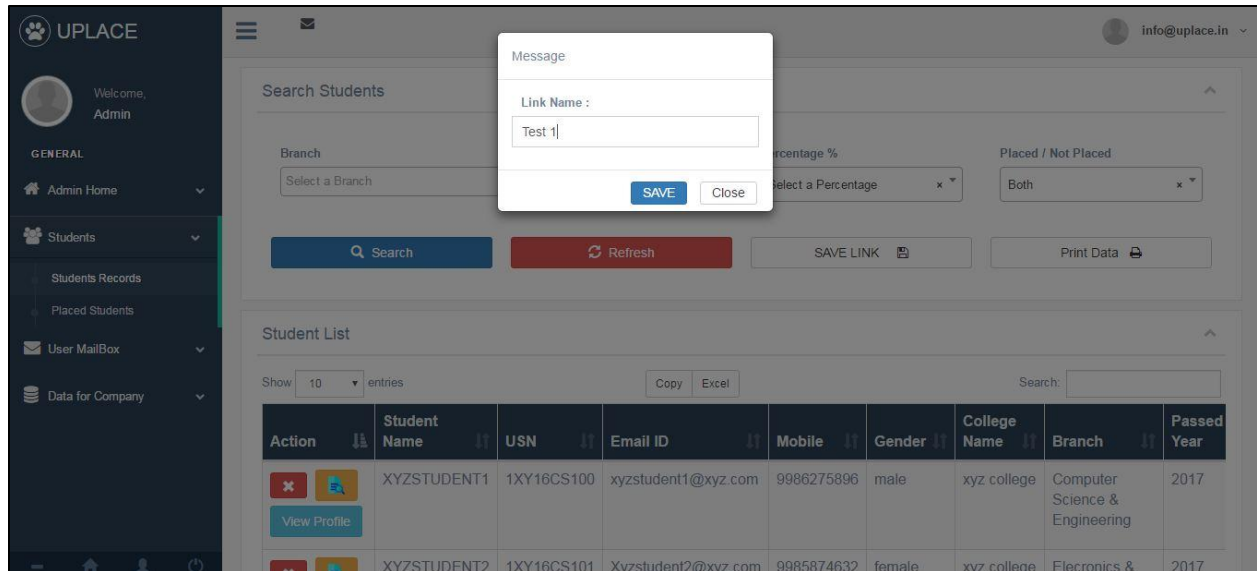 UPLACE
info@uplace.in
Welcome,
Admin
GENERAL
Admin Home
Students
Students Records
Placed Students
User MailBox
Data for Company
Message
Link Name :
Test 1
SAVE Close
Search Students
Branch
Select a Branch
rcentage %
Select a Percentage ×
Placed / Not Placed
Both ×
Search Refresh SAVE LINK Print Data
Student List
Show 10 entries Copy Excel Search:
Action Student Name USN Email ID Mobile Gender College Name Branch Passed Year
XYZSTUDENT1 1XY16CS100 xyzstudent1@xyz.com 9986275896 male xyz college Computer Science & Engineering 2017
View Profile
XYZSTUDENT2 1XY16CS101 Xyzstudent2@xyz.com 9985874632 female xyz college Elecronics & 2017